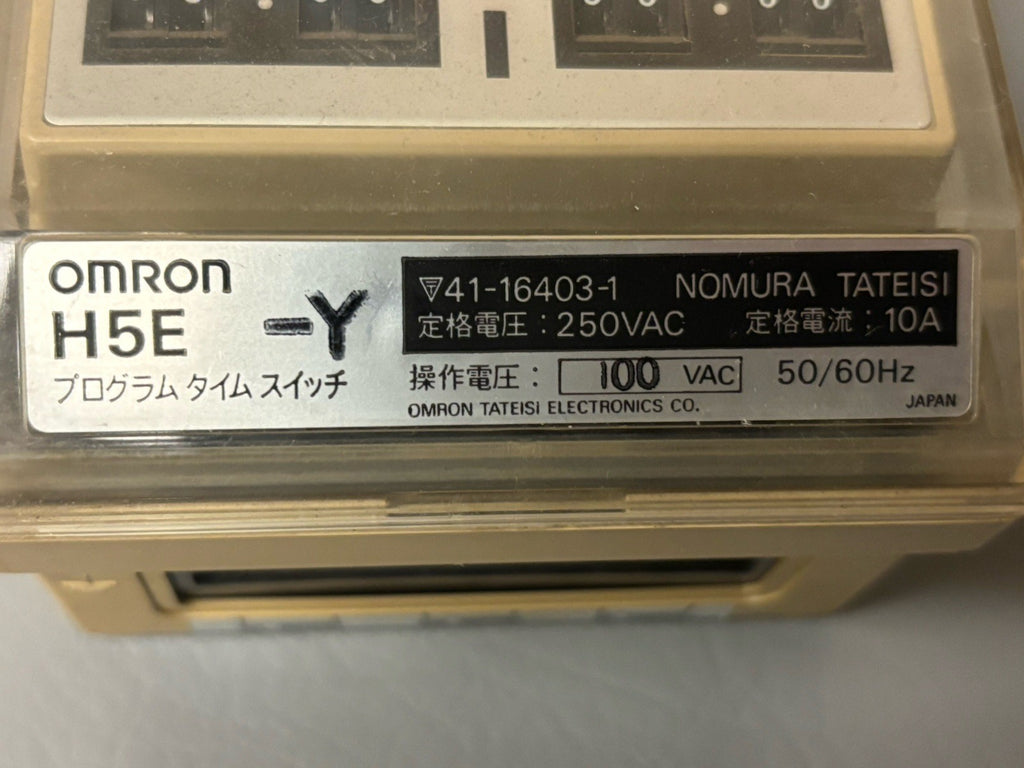 omron
H5E -Y
プログラム タイム スイッチ
▽41-16403-1 NOMURA TATEISI
定格電圧：250VAC 定格電流：10A
操作電圧： 100 VAC 50/60Hz
OMRON TATEISI ELECTRONICS CO. JAPAN